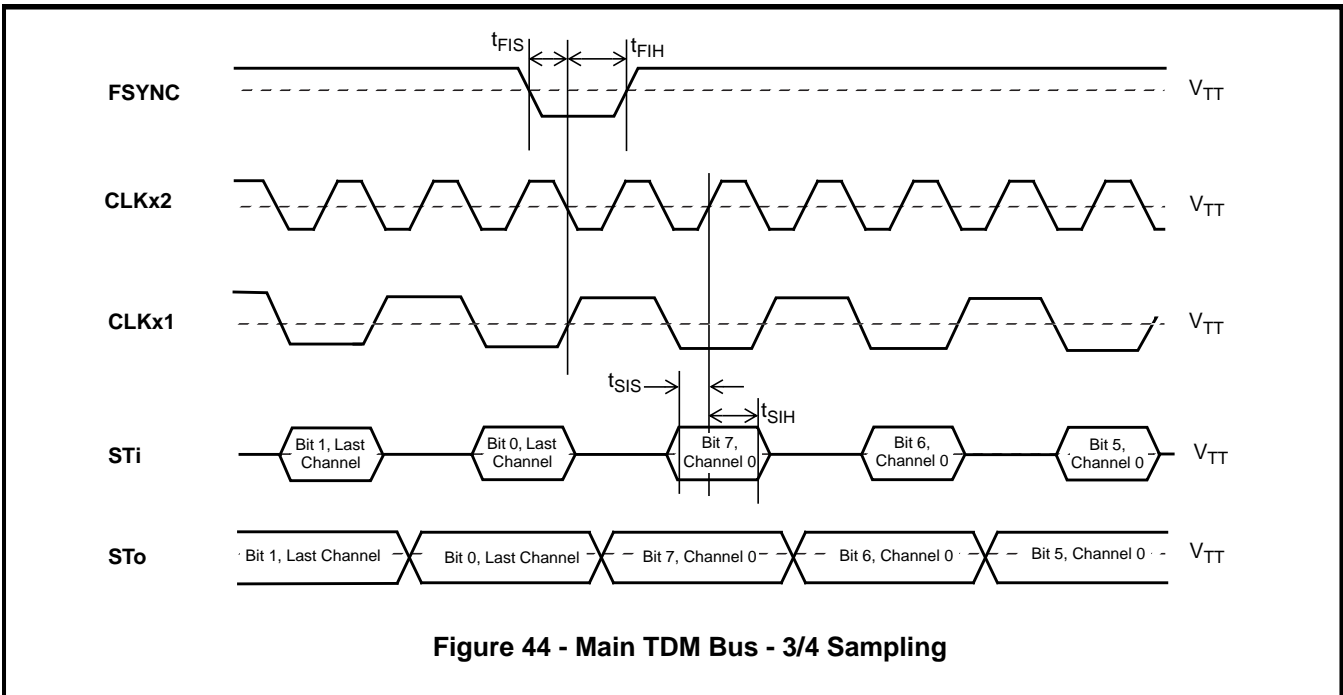 tFIS
tFIH
FSYNC
VTT
CLKx2
VTT
CLKx1
VTT
tSIS
tSIH
STi
Bit 1, Last
Channel
Bit 0, Last
Channel
Bit 7,
Channel 0
Bit 6,
Channel 0
Bit 5,
Channel 0
VTT
STo
Bit 1, Last Channel
Bit 0, Last Channel
Bit 7, Channel 0
Bit 6, Channel 0
Bit 5, Channel 0
VTT
Figure 44 - Main TDM Bus - 3/4 Sampling